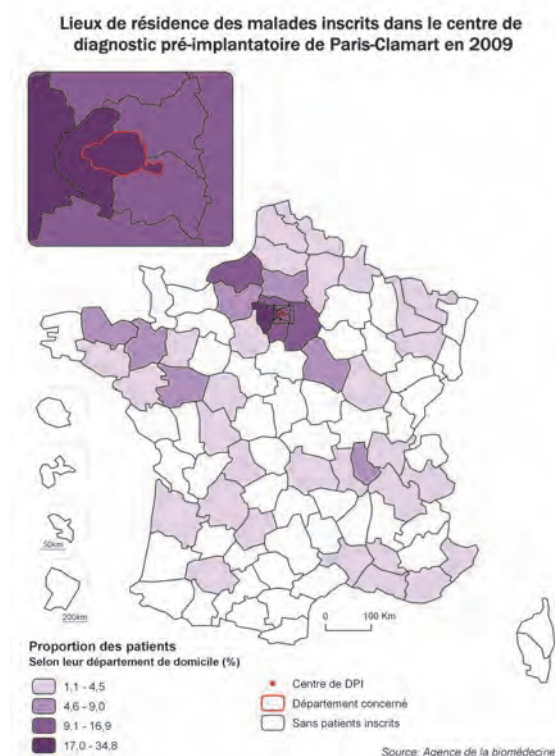 Lieux de résidence des malades inscrits dans le centre de
diagnostic pré-implantatoire de Paris-Clamart en 2009
50km
200km
0 100 Km
Proportion des patients
Selon leur département de domicile (%)
1,1 - 4,5
4,6 - 9,0
9,1 - 16,9
17,0 - 34,8
Centre de DPI
Département concerné
Sans patients inscrits
Source: Agence de la biomédecine